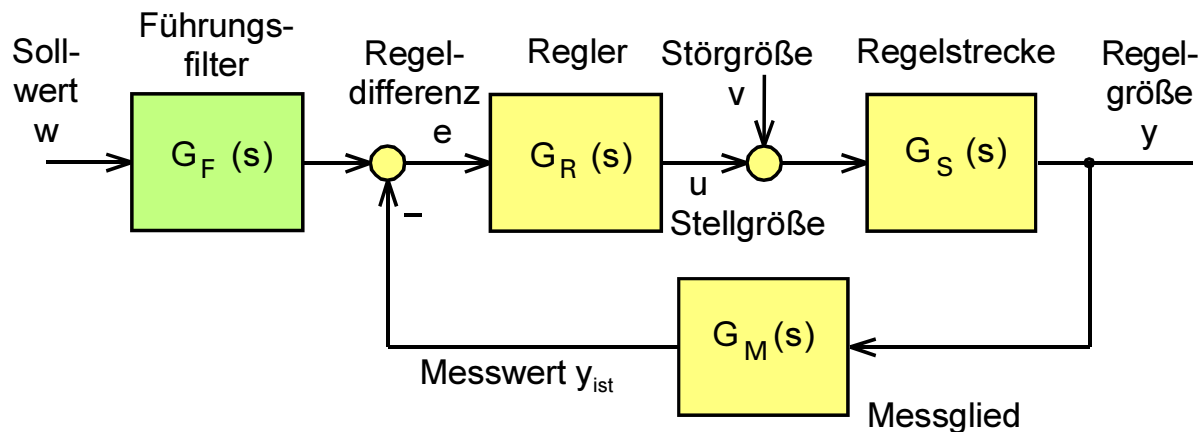 Soll-
wert
w
Führungs-
filter
G_F (s)
Regel-
differenz
e
Regler
G_R (s)
u
Stellgröße
Störgröße
v
Regelstrecke
G_S (s)
Regel-
größe
y
–
G_M (s)
Messwert y_ist
Messglied